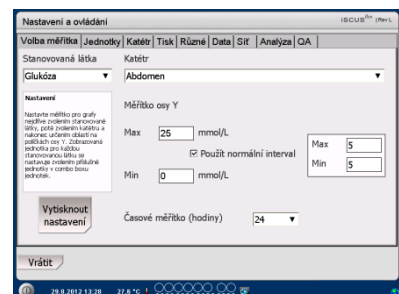 Nastavení a ovládání
ISCUS
Volba měřítka Jednotky Katétr Tisk Různé Data Síť Analýza QA
Stanovovaná látka
Katétr
Glukóza
Abdomen
Nastavení
Nastavte měřítko pro grafy
nejdříve zvolením stanovované
látky, poté zvolením katétru a
nakonec určením oblasti na
políčkách osy Y. Zobrazovaná
jednotka pro každou
stanovovanou látku se
nastavuje zvolením příslušné
jednotky v combo boxu
jednotek.
Měřítko osy Y
Max 25 mmol/L
Použít normální interval
Min 0 mmol/L
Max 5
Min 5
Vytisknout
nastavení
Časové měřítko (hodiny) 24
Vrátit
29.8.2012 13:28 27.6 °C !